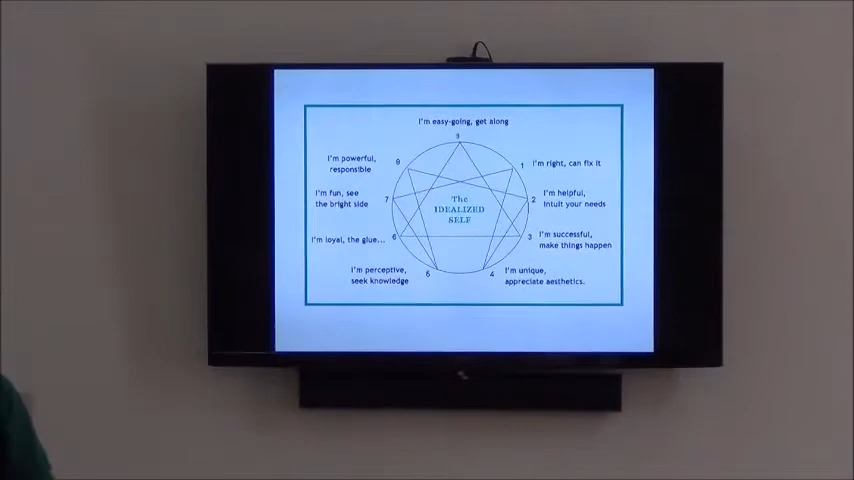 I'm easy-going, get along
9
I'm powerful,
responsible
8
1
I'm right, can fix it
I'm fun, see
the bright side
7
The
IDEALIZED
SELF
2
I'm helpful,
intuit your needs
I'm loyal, the glue...
6
3
I'm successful,
make things happen
I'm perceptive,
seek knowledge
5
4
I'm unique,
appreciate aesthetics.